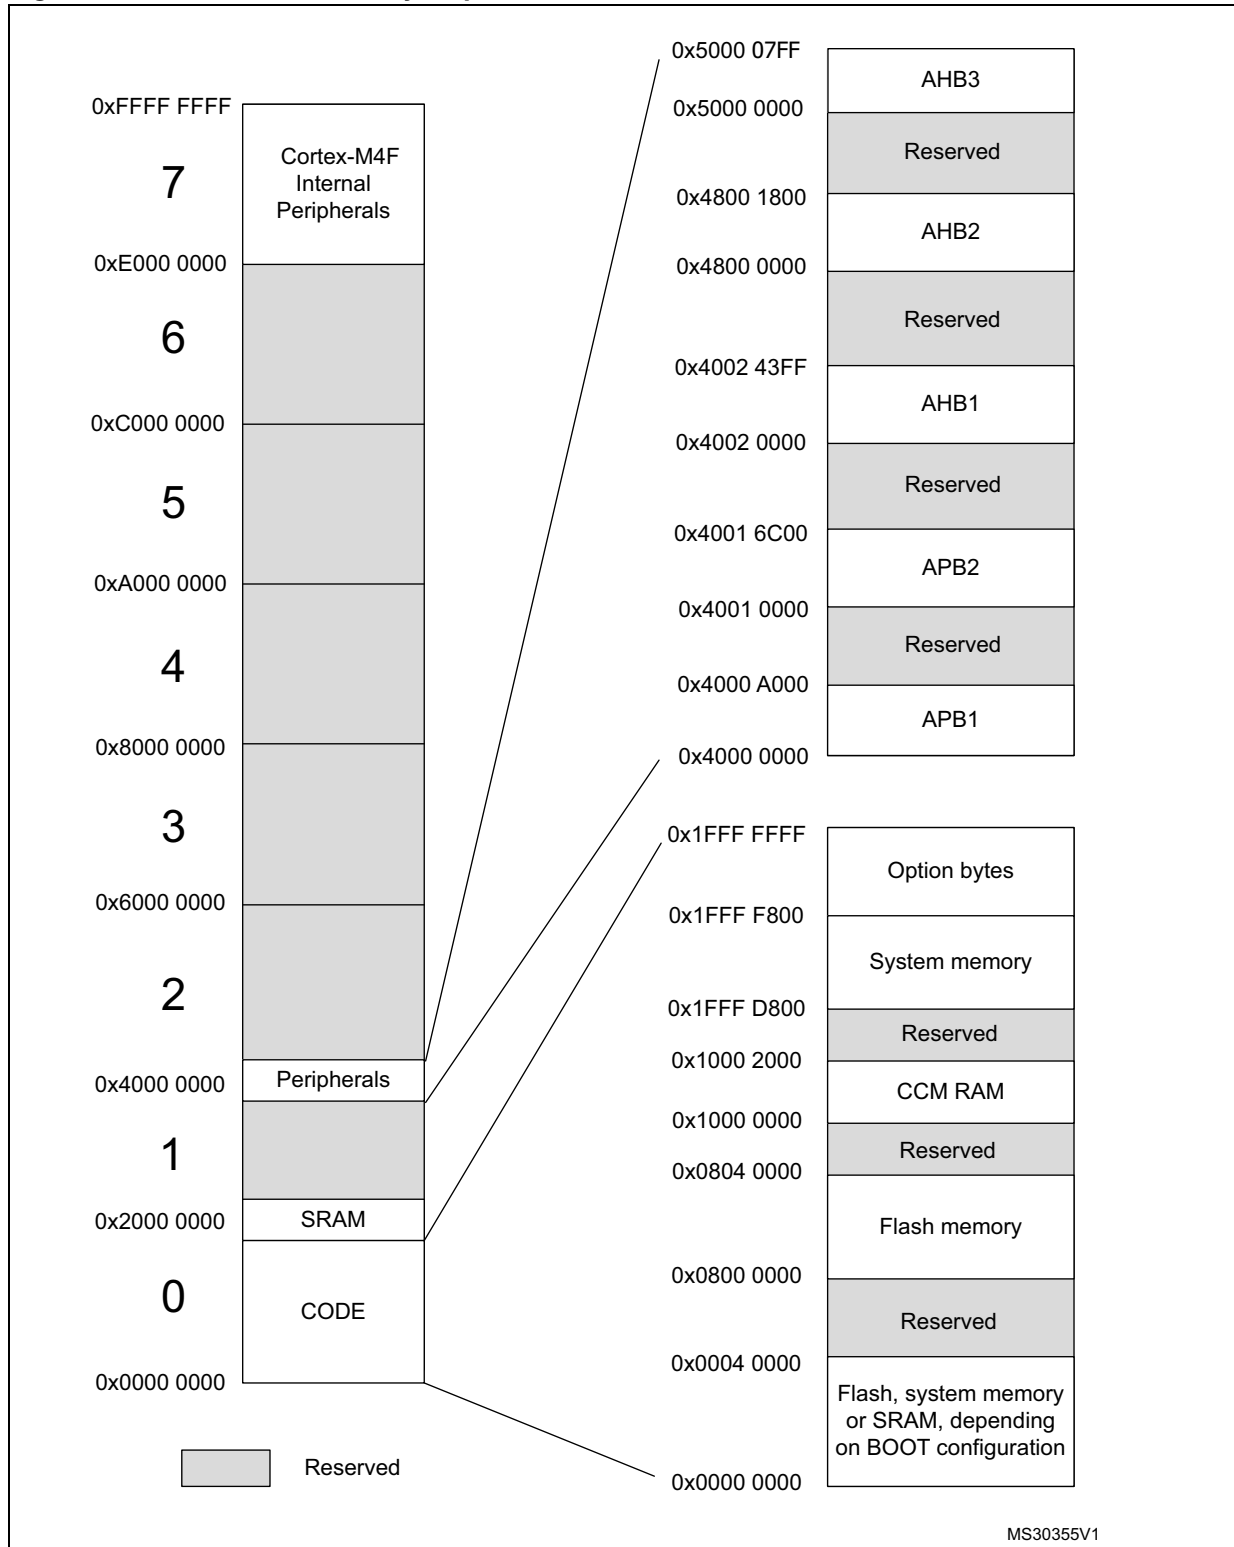 0xFFFF FFFF
7
Cortex-M4F
Internal
Peripherals
0xE000 0000
6
0xC000 0000
5
0xA000 0000
4
0x8000 0000
3
0x6000 0000
2
0x4000 0000
Peripherals
1
0x2000 0000
SRAM
0
CODE
0x0000 0000
Reserved
0x5000 07FF
AHB3
0x5000 0000
Reserved
0x4800 1800
AHB2
0x4800 0000
Reserved
0x4002 43FF
AHB1
0x4002 0000
Reserved
0x4001 6C00
APB2
0x4001 0000
Reserved
0x4000 A000
APB1
0x4000 0000
0x1FFF FFFF
Option bytes
0x1FFF F800
System memory
0x1FFF D800
Reserved
0x1000 2000
CCM RAM
0x1000 0000
Reserved
0x0804 0000
Flash memory
0x0800 0000
Reserved
0x0004 0000
Flash, system memory
or SRAM, depending
on BOOT configuration
0x0000 0000
MS30355V1